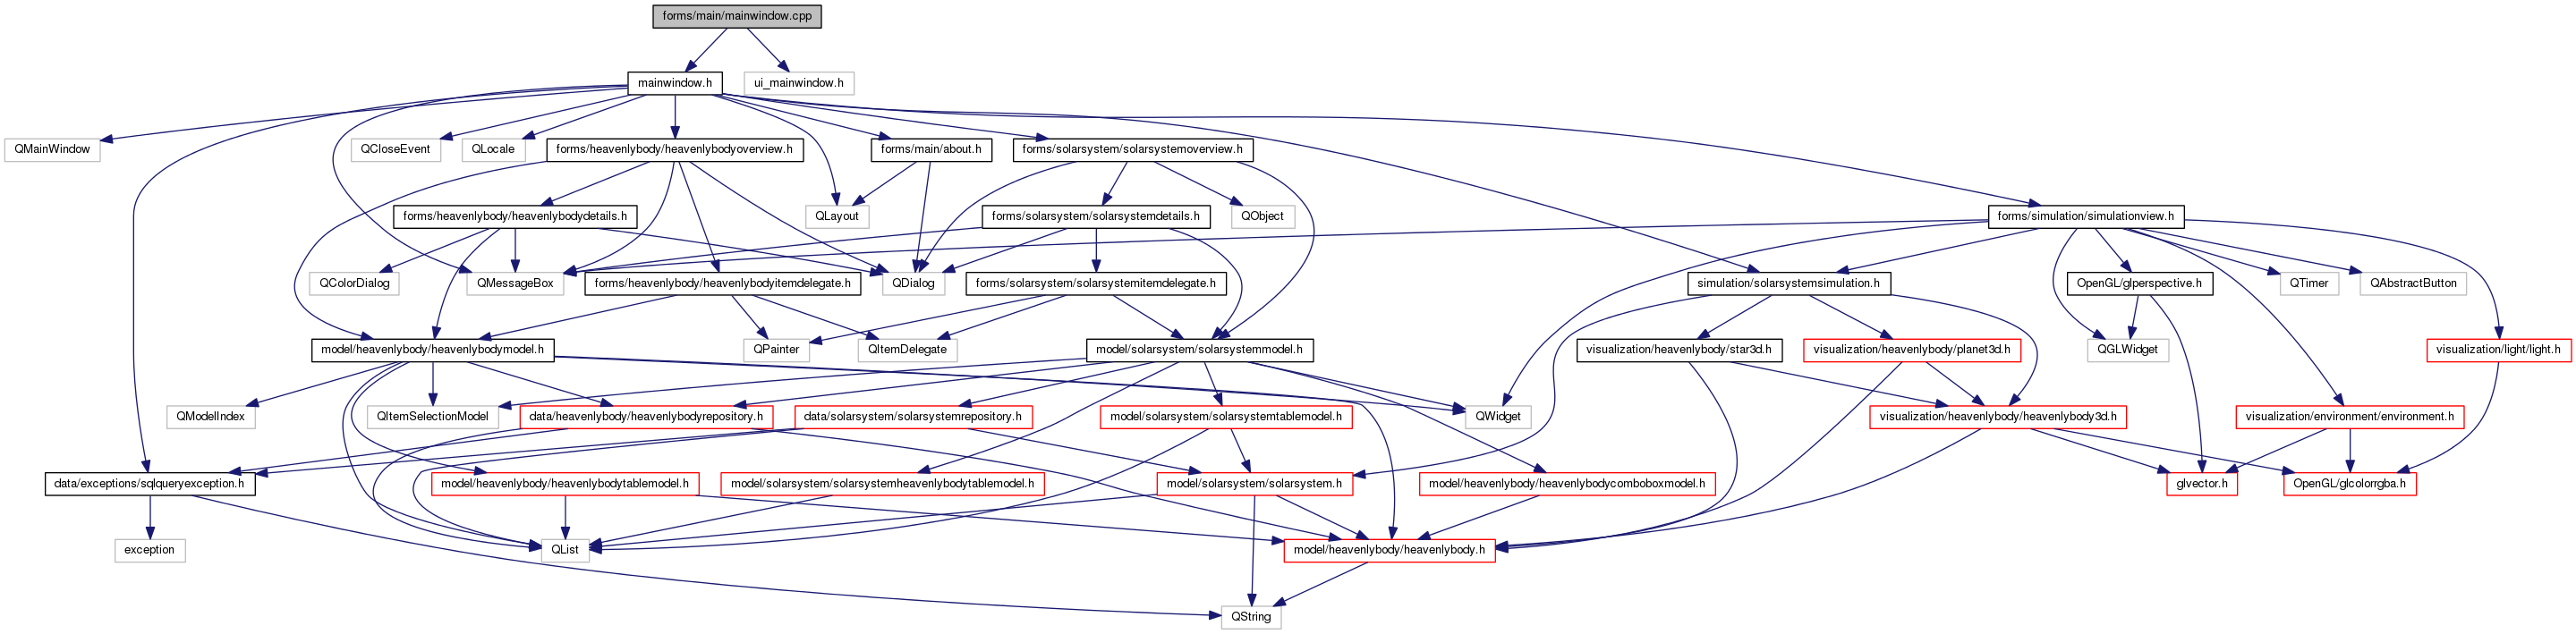 forms/main/mainwindow.cpp
mainwindow.h
ui_mainwindow.h
QMainWindow
QCloseEvent
QLocale
forms/heavenlybody/heavenlybodyoverview.h
forms/main/about.h
forms/solarsystem/solarsystemoverview.h
forms/heavenlybody/heavenlybodydetails.h
QLayout
forms/solarsystem/solarsystemdetails.h
QObject
forms/simulation/simulationview.h
QColorDialog
QMessageBox
forms/heavenlybody/heavenlybodyitemdelegate.h
QDialog
forms/solarsystem/solarsystemitemdelegate.h
simulation/solarsystemsimulation.h
OpenGL/glperspective.h
QTimer
QAbstractButton
model/heavenlybody/heavenlybodymodel.h
QPainter
QItemDelegate
model/solarsystem/solarsystemmodel.h
visualization/heavenlybody/star3d.h
visualization/heavenlybody/planet3d.h
QGLWidget
visualization/light/light.h
QModelIndex
QItemSelectionModel
data/heavenlybody/heavenlybodyrepository.h
data/solarsystem/solarsystemrepository.h
model/solarsystem/solarsystemtablemodel.h
QWidget
visualization/heavenlybody/heavenlybody3d.h
visualization/environment/environment.h
data/exceptions/sqlqueryexception.h
model/heavenlybody/heavenlybodytablemodel.h
model/solarsystem/solarsystemheavenlybodytablemodel.h
model/solarsystem/solarsystem.h
model/heavenlybody/heavenlybodycomboboxmodel.h
glvector.h
OpenGL/glcolorrgba.h
exception
QList
model/heavenlybody/heavenlybody.h
QString